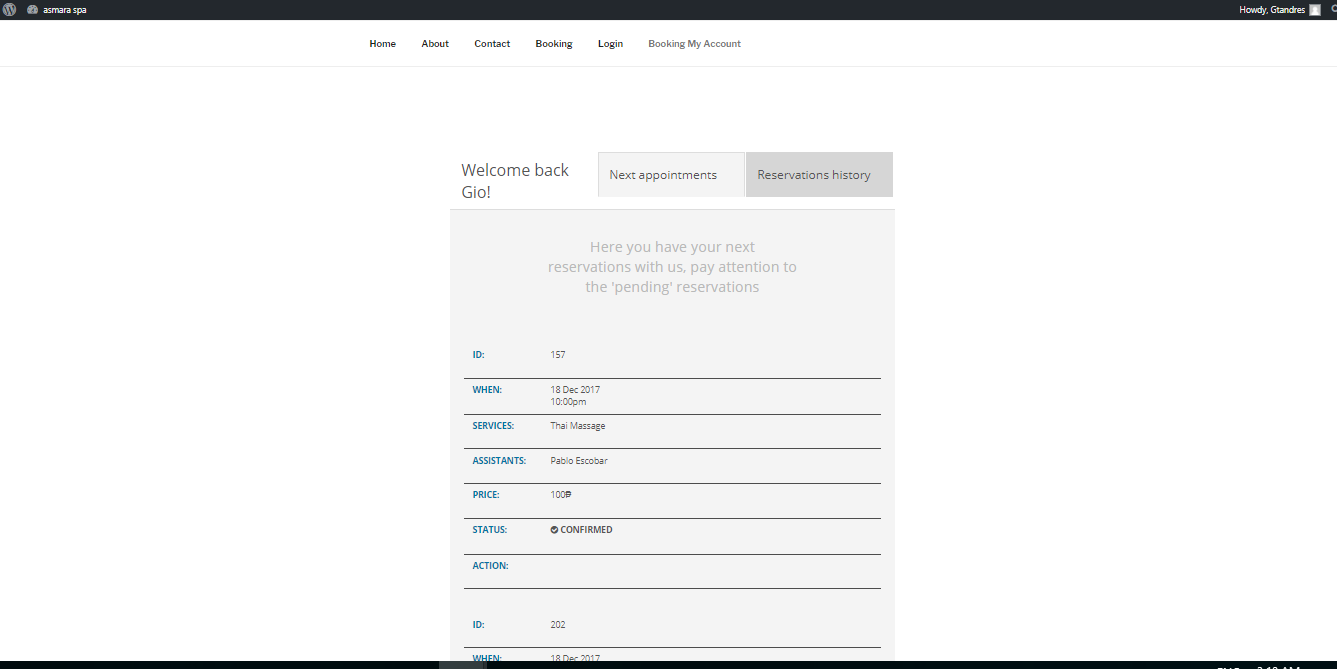 asmara spa
Howdy, Gtandres
Home About Contact Booking Login Booking My Account
Welcome back
Gio!
Next appointments
Reservations history
Here you have your next
reservations with us, pay attention to
the 'pending' reservations
ID: 157
WHEN: 18 Dec 2017
10:00pm
SERVICES: Thai Massage
ASSISTANTS: Pablo Escobar
PRICE: 100₱
STATUS: CONFIRMED
ACTION:
ID: 202
WHEN: 18 Dec 2017